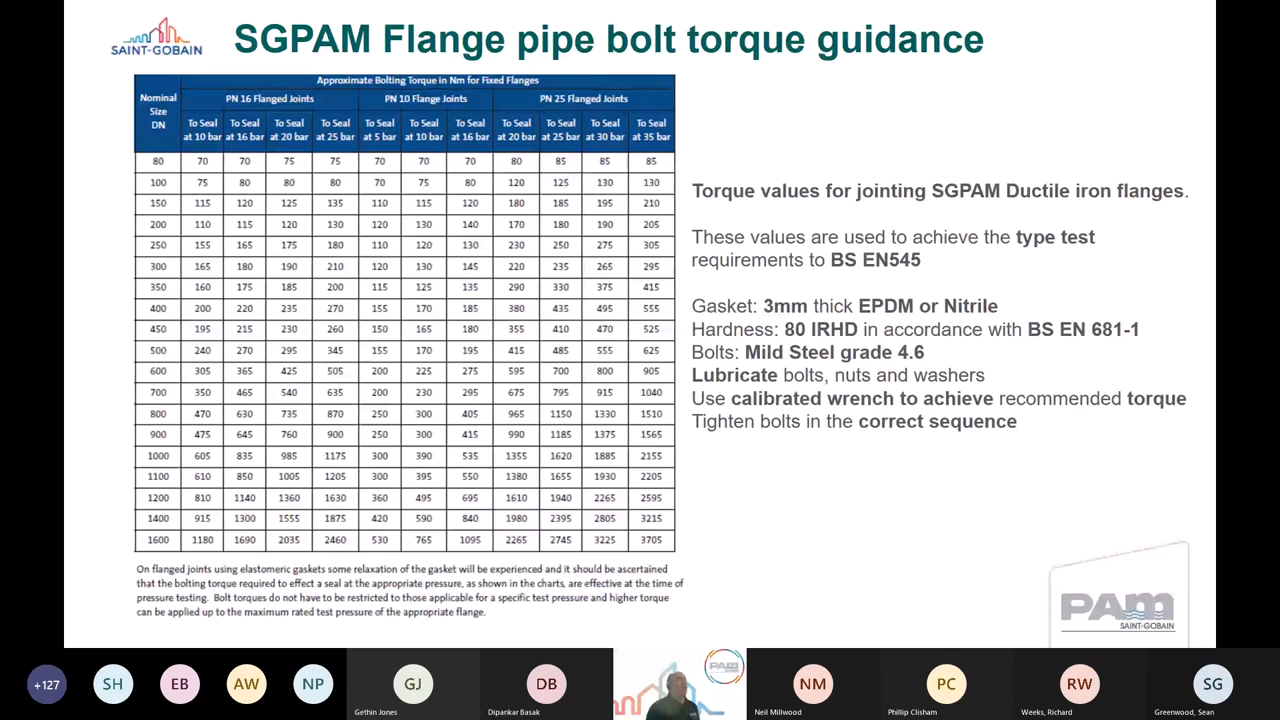 SAINT-GOBAIN
SGPAM Flange pipe bolt torque guidance
Approximate Bolting Torque in Nm for Fixed Flanges
Nominal Size DN
PN 16 Flanged Joints PN 10 Flange Joints PN 25 Flanged Joints
To Seal at 10 bar To Seal at 16 bar To Seal at 20 bar To Seal at 25 bar To Seal at 5 bar To Seal at 10 bar To Seal at 16 bar To Seal at 20 bar To Seal at 25 bar To Seal at 30 bar To Seal at 35 bar
80 70 70 75 75 70 70 70 80 85 85 85
100 75 80 80 80 70 75 80 120 125 130 130
150 115 120 125 135 110 115 120 180 185 195 210
200 110 115 120 130 120 130 140 170 180 190 205
250 155 165 175 180 110 120 130 230 250 275 305
300 165 180 190 210 120 130 145 220 235 265 295
350 160 175 185 200 115 125 135 290 330 375 415
400 200 220 235 270 155 170 185 380 435 495 555
450 195 215 230 260 150 165 180 355 410 470 525
500 240 270 295 345 155 170 195 415 485 555 625
600 305 365 425 505 200 225 275 595 700 800 905
700 350 465 540 635 200 230 295 675 795 915 1040
800 470 630 735 870 250 300 405 965 1150 1330 1510
900 475 645 760 900 250 300 415 990 1185 1375 1565
1000 605 835 985 1175 300 390 535 1355 1620 1885 2155
1100 610 850 1005 1205 300 395 550 1380 1655 1930 2205
1200 810 1140 1360 1630 360 495 695 1610 1940 2265 2595
1400 915 1300 1555 1875 420 590 840 1980 2395 2805 3215
1600 1180 1690 2035 2460 530 765 1095 2265 2745 3225 3705
On flanged joints using elastomeric gaskets some relaxation of the gasket will be experienced and it should be ascertained
that the bolting torque required to effect a seal at the appropriate pressure, as shown in the charts, are effective at the time of
pressure testing. Bolt torques do not have to be restricted to those applicable for a specific test pressure and higher torque
can be applied up to the maximum rated test pressure of the appropriate flange.
Torque values for jointing SGPAM Ductile iron flanges.
These values are used to achieve the type test
requirements to BS EN545
Gasket: 3mm thick EPDM or Nitrile
Hardness: 80 IRHD in accordance with BS EN 681-1
Bolts: Mild Steel grade 4.6
Lubricate bolts, nuts and washers
Use calibrated wrench to achieve recommended torque
Tighten bolts in the correct sequence
PAM
SAINT-GOBAIN
+127 SH EB AW NP GJ DB PAM NM PC RW SG
Gethin Jones Dipankar Basak Neil Millwood Phillip Clisham Weeks, Richard Greenwood, Sean